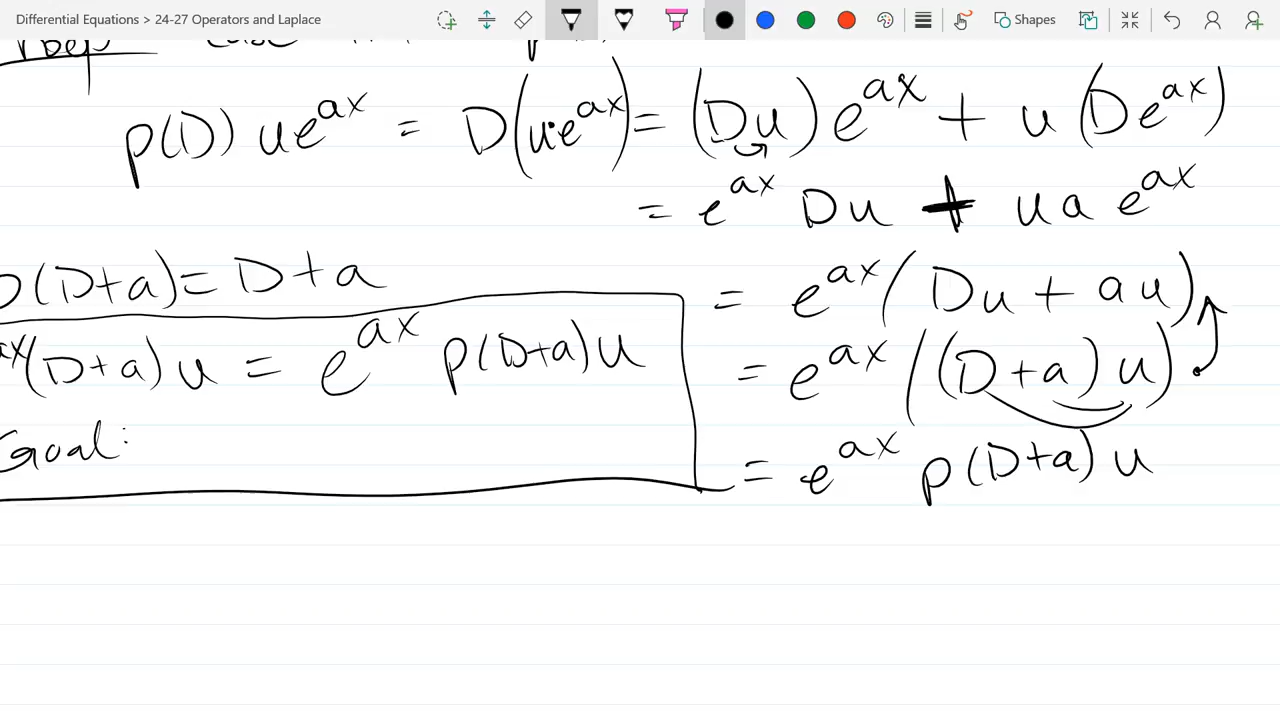 Differential Equations > 24-27 Operators and Laplace
Shapes
p(D) ue^{ax} = D(u·e^{ax}) = (Du)e^{ax} + u(De^{ax})
= e^{ax} Du + ua e^{ax}
p(D+a) = D+a
= e^{ax}(Du + au)
ax(D+a)u = e^{ax} p(D+a)u
= e^{ax}((D+a)u)
Goal:
= e^{ax} p(D+a)u